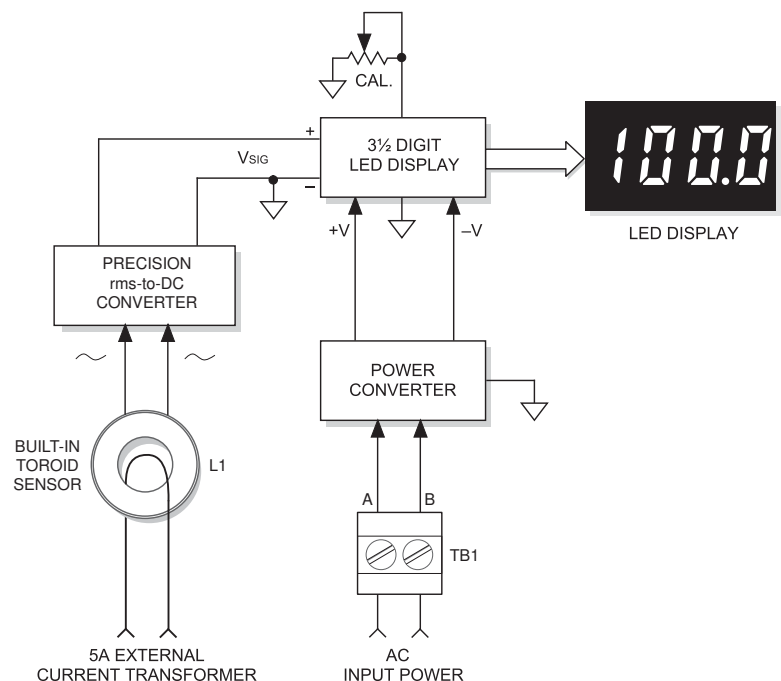 CAL.
+
VSIG
–
3½ DIGIT
LED DISPLAY
100.0
LED DISPLAY
+V
–V
PRECISION
rms-to-DC
CONVERTER
POWER
CONVERTER
BUILT-IN
TOROID
SENSOR
L1
A
B
TB1
5A EXTERNAL
CURRENT TRANSFORMER
AC
INPUT POWER